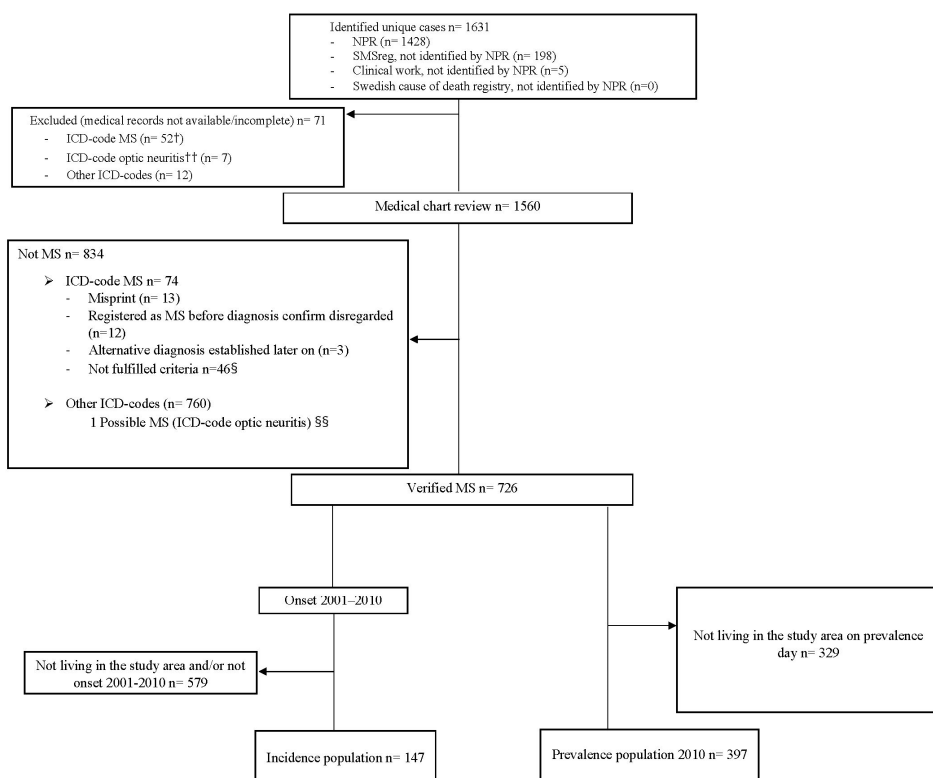 Identified unique cases n= 1631
- NPR (n= 1428)
- SMSreg, not identified by NPR (n= 198)
- Clinical work, not identified by NPR (n=5)
- Swedish cause of death registry, not identified by NPR (n=0)
Excluded (medical records not available/incomplete) n= 71
- ICD-code MS (n= 52†)
- ICD-code optic neuritis†† (n= 7)
- Other ICD-codes (n= 12)
Medical chart review n= 1560
Not MS n= 834
➢ ICD-code MS n= 74
- Misprint (n= 13)
- Registered as MS before diagnosis confirm disregarded
(n=12)
- Alternative diagnosis established later on (n=3)
- Not fulfilled criteria n=46§
➢ Other ICD-codes (n= 760)
1 Possible MS (ICD-code optic neuritis) §§
Verified MS n= 726
Onset 2001–2010
Not living in the study area on prevalence
day n= 329
Not living in the study area and/or not
onset 2001-2010 n= 579
Incidence population n= 147
Prevalence population 2010 n= 397